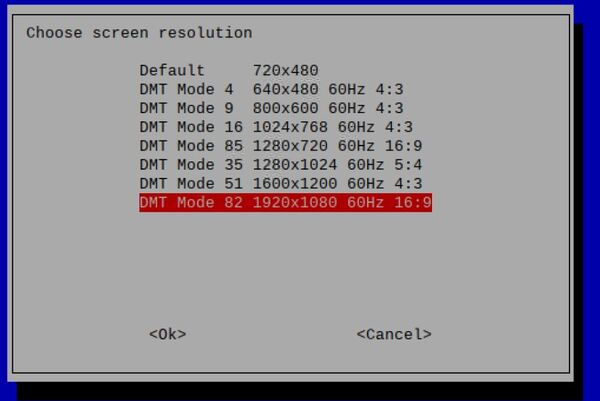 Choose screen resolution
Default     720x480
DMT Mode 4  640x480 60Hz 4:3
DMT Mode 9  800x600 60Hz 4:3
DMT Mode 16 1024x768 60Hz 4:3
DMT Mode 85 1280x720 60Hz 16:9
DMT Mode 35 1280x1024 60Hz 5:4
DMT Mode 51 1600x1200 60Hz 4:3
DMT Mode 82 1920x1080 60Hz 16:9
<Ok> <Cancel>